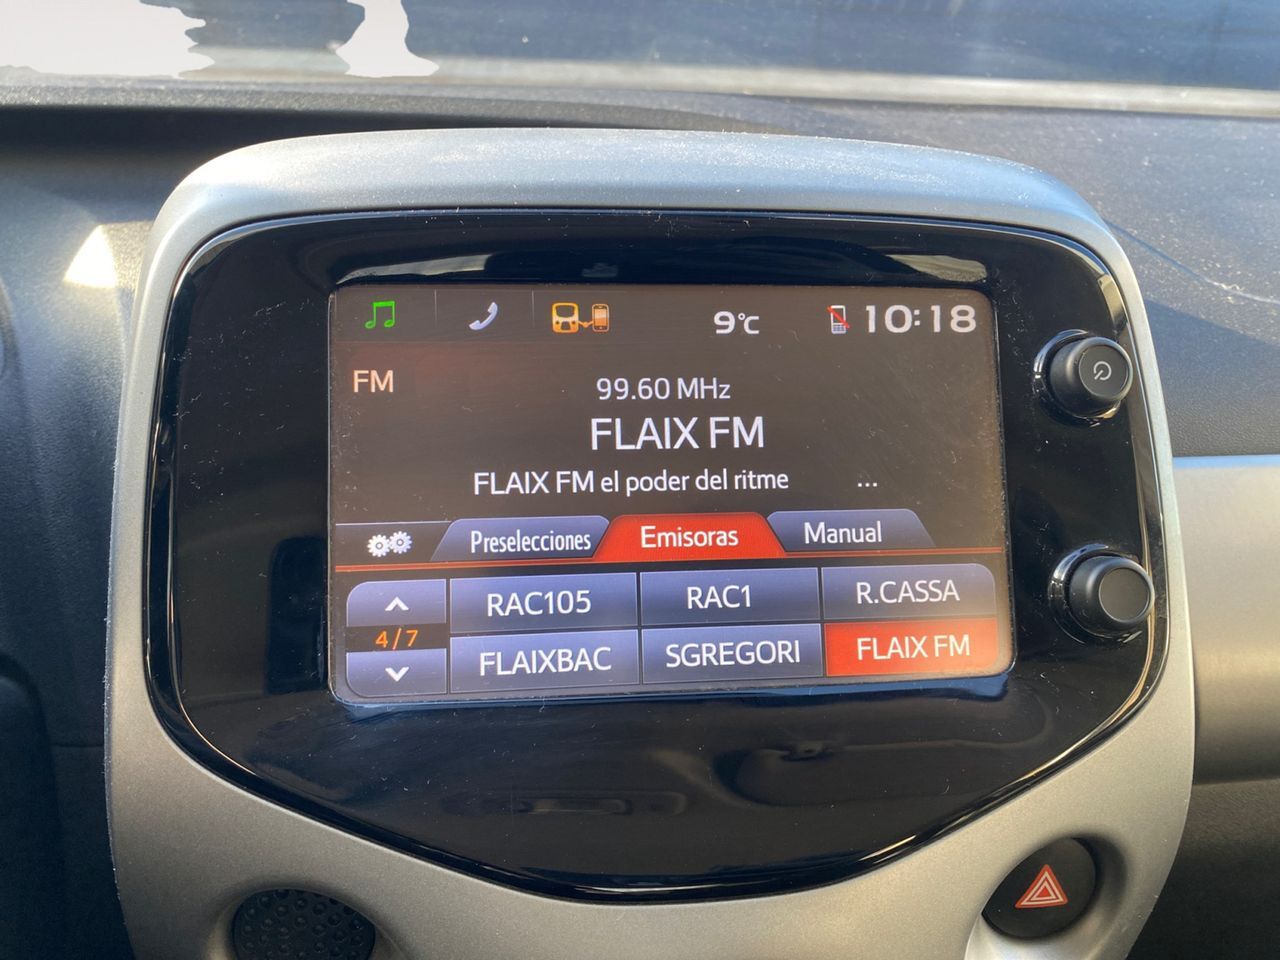 9°C 10:18
FM
99.60 MHz
FLAIX FM
FLAIX FM el poder del ritme ...
Preselecciones Emisoras Manual
RAC105 RAC1 R.CASSA
4/7
FLAIXBAC SGREGORI FLAIX FM